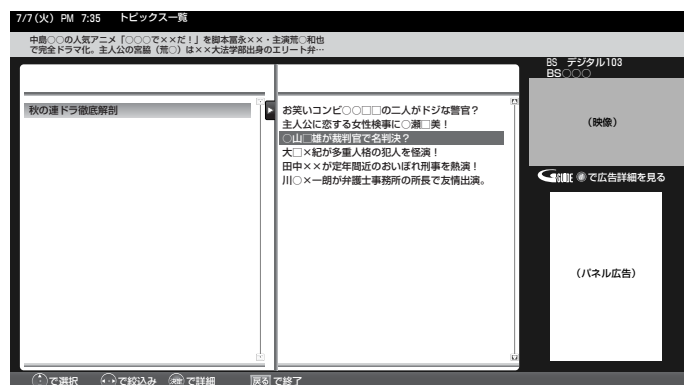 7/7(火) PM 7:35 トピックス一覧
中島○○の人気アニメ「○○○で××だ!」を脚本富永××・主演荒○和也
で完全ドラマ化。主人公の宮脇(荒○)は××大法学部出身のエリート弁…
BS デジタル103
BS○○○
秋の連ドラ徹底解剖
お笑いコンビ○○□□の二人がドジな警官?
主人公に恋する女性検事に○瀬□美!
○山□雄が裁判官で名判決?
大□×紀が多重人格の犯人を怪演!
田中××が定年間近のおいぼれ刑事を熱演!
川○×一朗が弁護士事務所の所長で友情出演。
(映像)
GGUIDE で広告詳細を見る
(パネル広告)
で選択 で絞込み 決定で詳細 戻るで終了